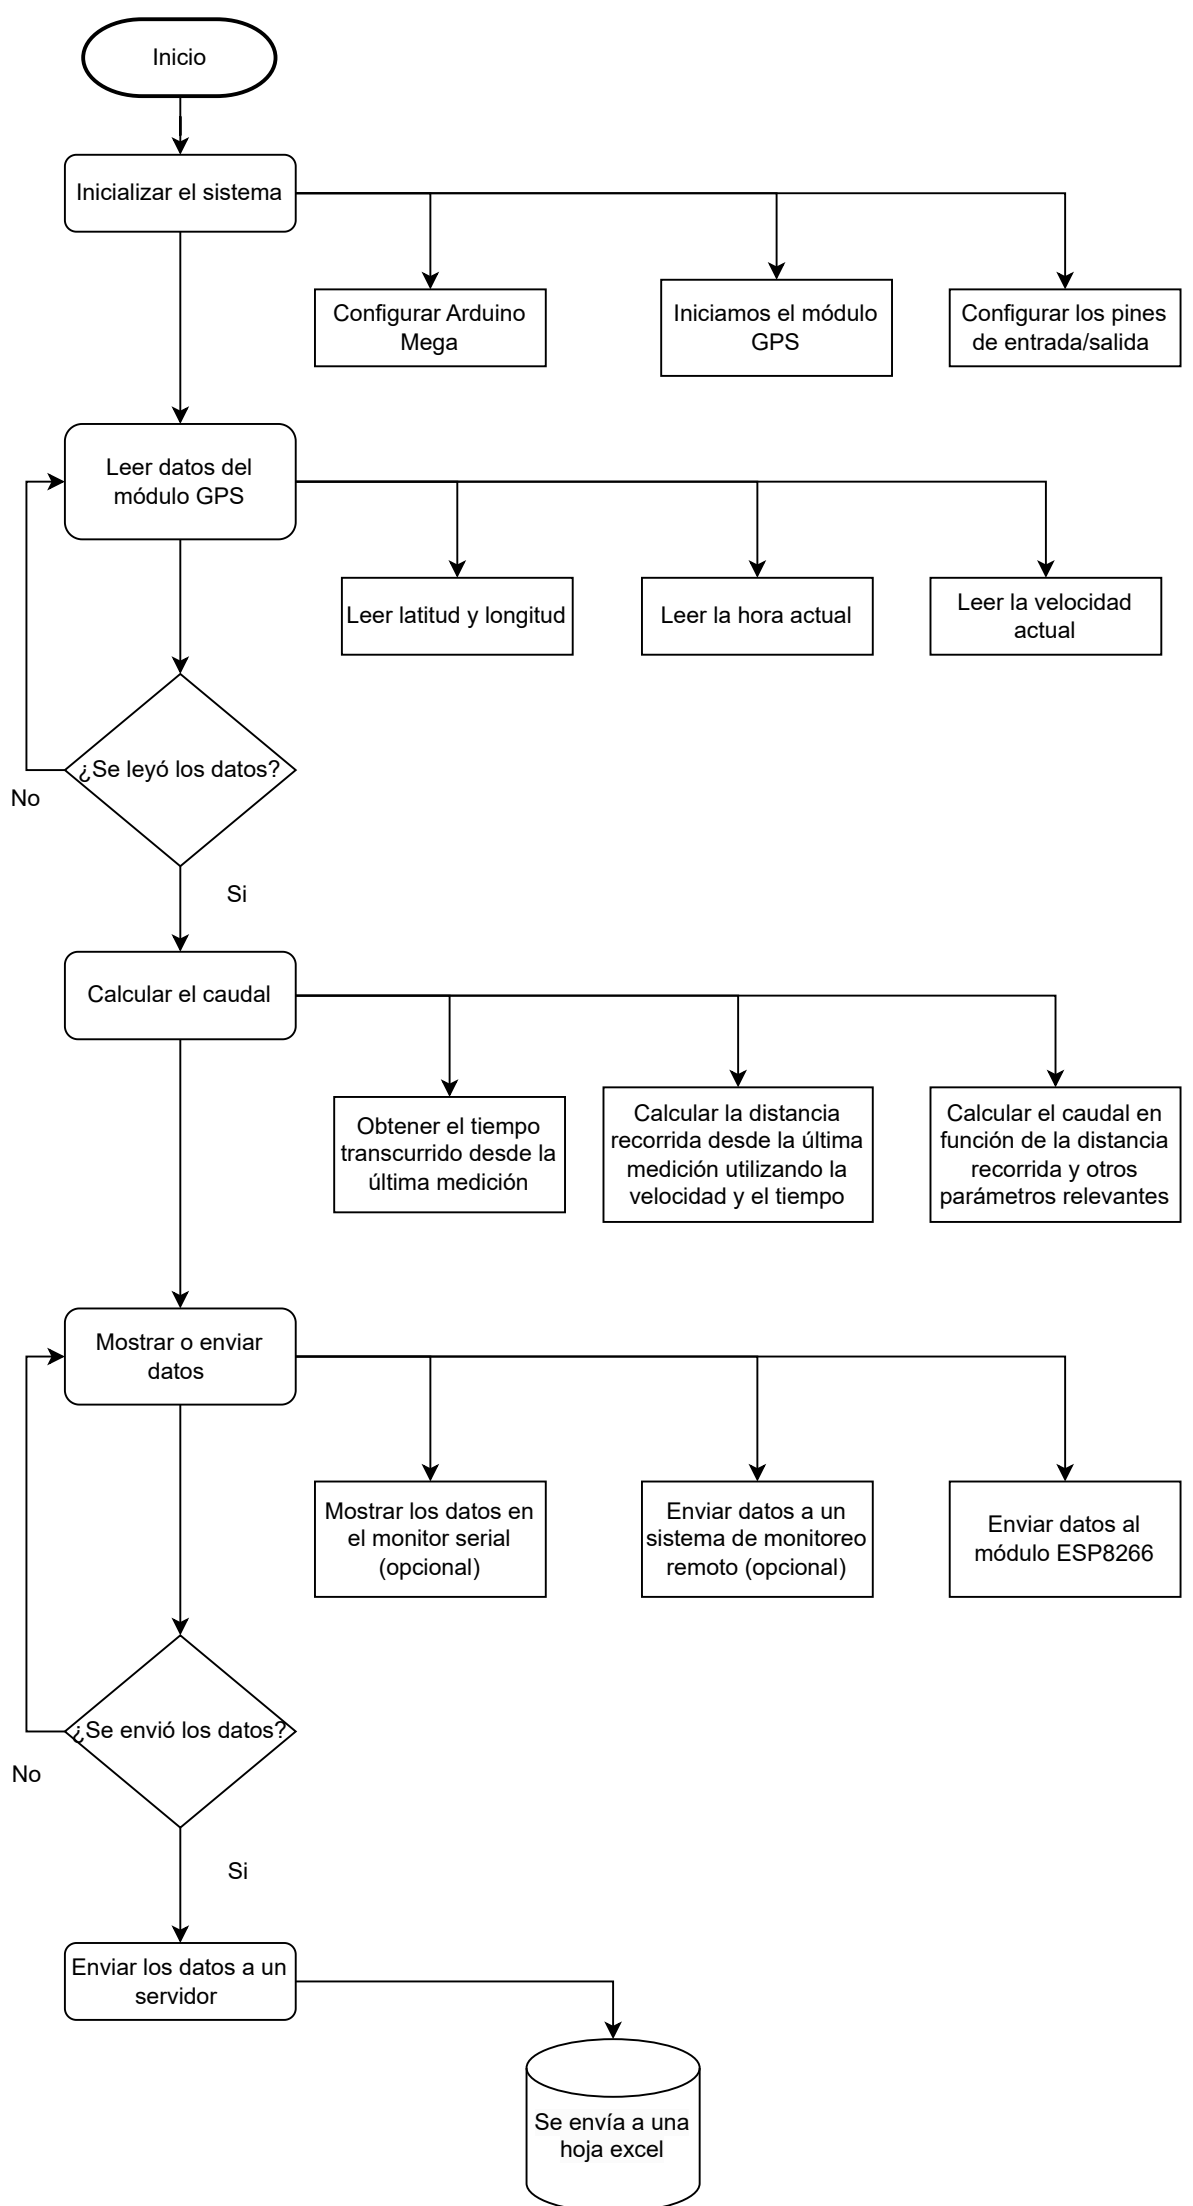 Inicio
Inicializar el sistema
Configurar Arduino
Mega
Iniciamos el módulo
GPS
Configurar los pines
de entrada/salida
Leer datos del
módulo GPS
Leer latitud y longitud
Leer la hora actual
Leer la velocidad
actual
¿Se leyó los datos?
No
Si
Calcular el caudal
Obtener el tiempo
transcurrido desde la
última medición
Calcular la distancia
recorrida desde la última
medición utilizando la
velocidad y el tiempo
Calcular el caudal en
función de la distancia
recorrida y otros
parámetros relevantes
Mostrar o enviar
datos
Mostrar los datos en
el monitor serial
(opcional)
Enviar datos a un
sistema de monitoreo
remoto (opcional)
Enviar datos al
módulo ESP8266
¿Se envió los datos?
No
Si
Enviar los datos a un
servidor
Se envía a una
hoja excel